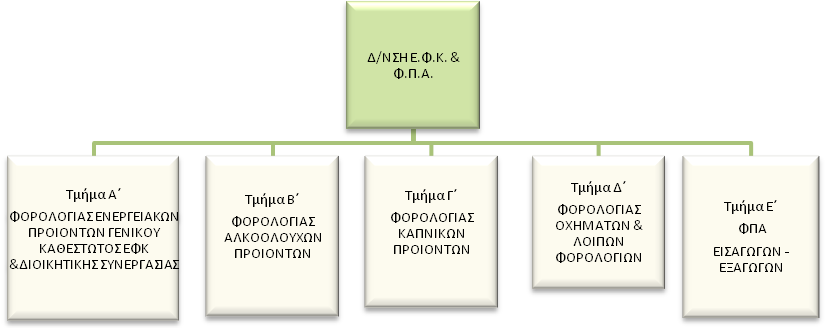 Δ/ΝΣΗ Ε.Φ.Κ. &
Φ.Π.Α.
Τμήμα Α΄
ΦΟΡΟΛΟΓΙΑΣ ΕΝΕΡΓΕΙΑΚΩΝ
ΠΡΟΙΟΝΤΩΝ ΓΕΝΙΚΟΥ
ΚΑΘΕΣΤΩΤΟΣ ΕΦΚ
& ΔΙΟΙΚΗΤΙΚΗΣ ΣΥΝΕΡΓΑΣΙΑΣ
Τμήμα Β΄
ΦΟΡΟΛΟΓΙΑΣ
ΑΛΚΟΟΛΟΥΧΩΝ
ΠΡΟΙΟΝΤΩΝ
Τμήμα Γ΄
ΦΟΡΟΛΟΓΙΑΣ
ΚΑΠΝΙΚΩΝ
ΠΡΟΙΟΝΤΩΝ
Τμήμα Δ΄
ΦΟΡΟΛΟΓΙΑΣ
ΟΧΗΜΑΤΩΝ &
ΛΟΙΠΩΝ
ΦΟΡΟΛΟΓΙΩΝ
Τμήμα Ε΄
ΦΠΑ
ΕΙΣΑΓΩΓΩΝ –
ΕΞΑΓΩΓΩΝ